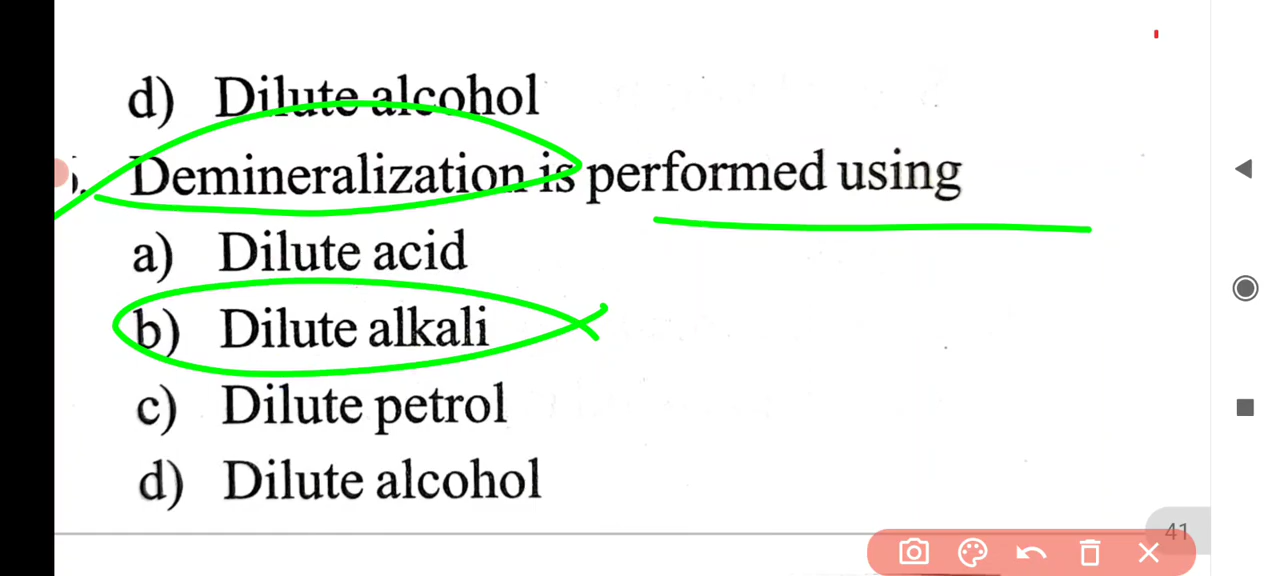 d) Dilute alcohol
Demineralization is performed using
a) Dilute acid
b) Dilute alkali
c) Dilute petrol
d) Dilute alcohol
41